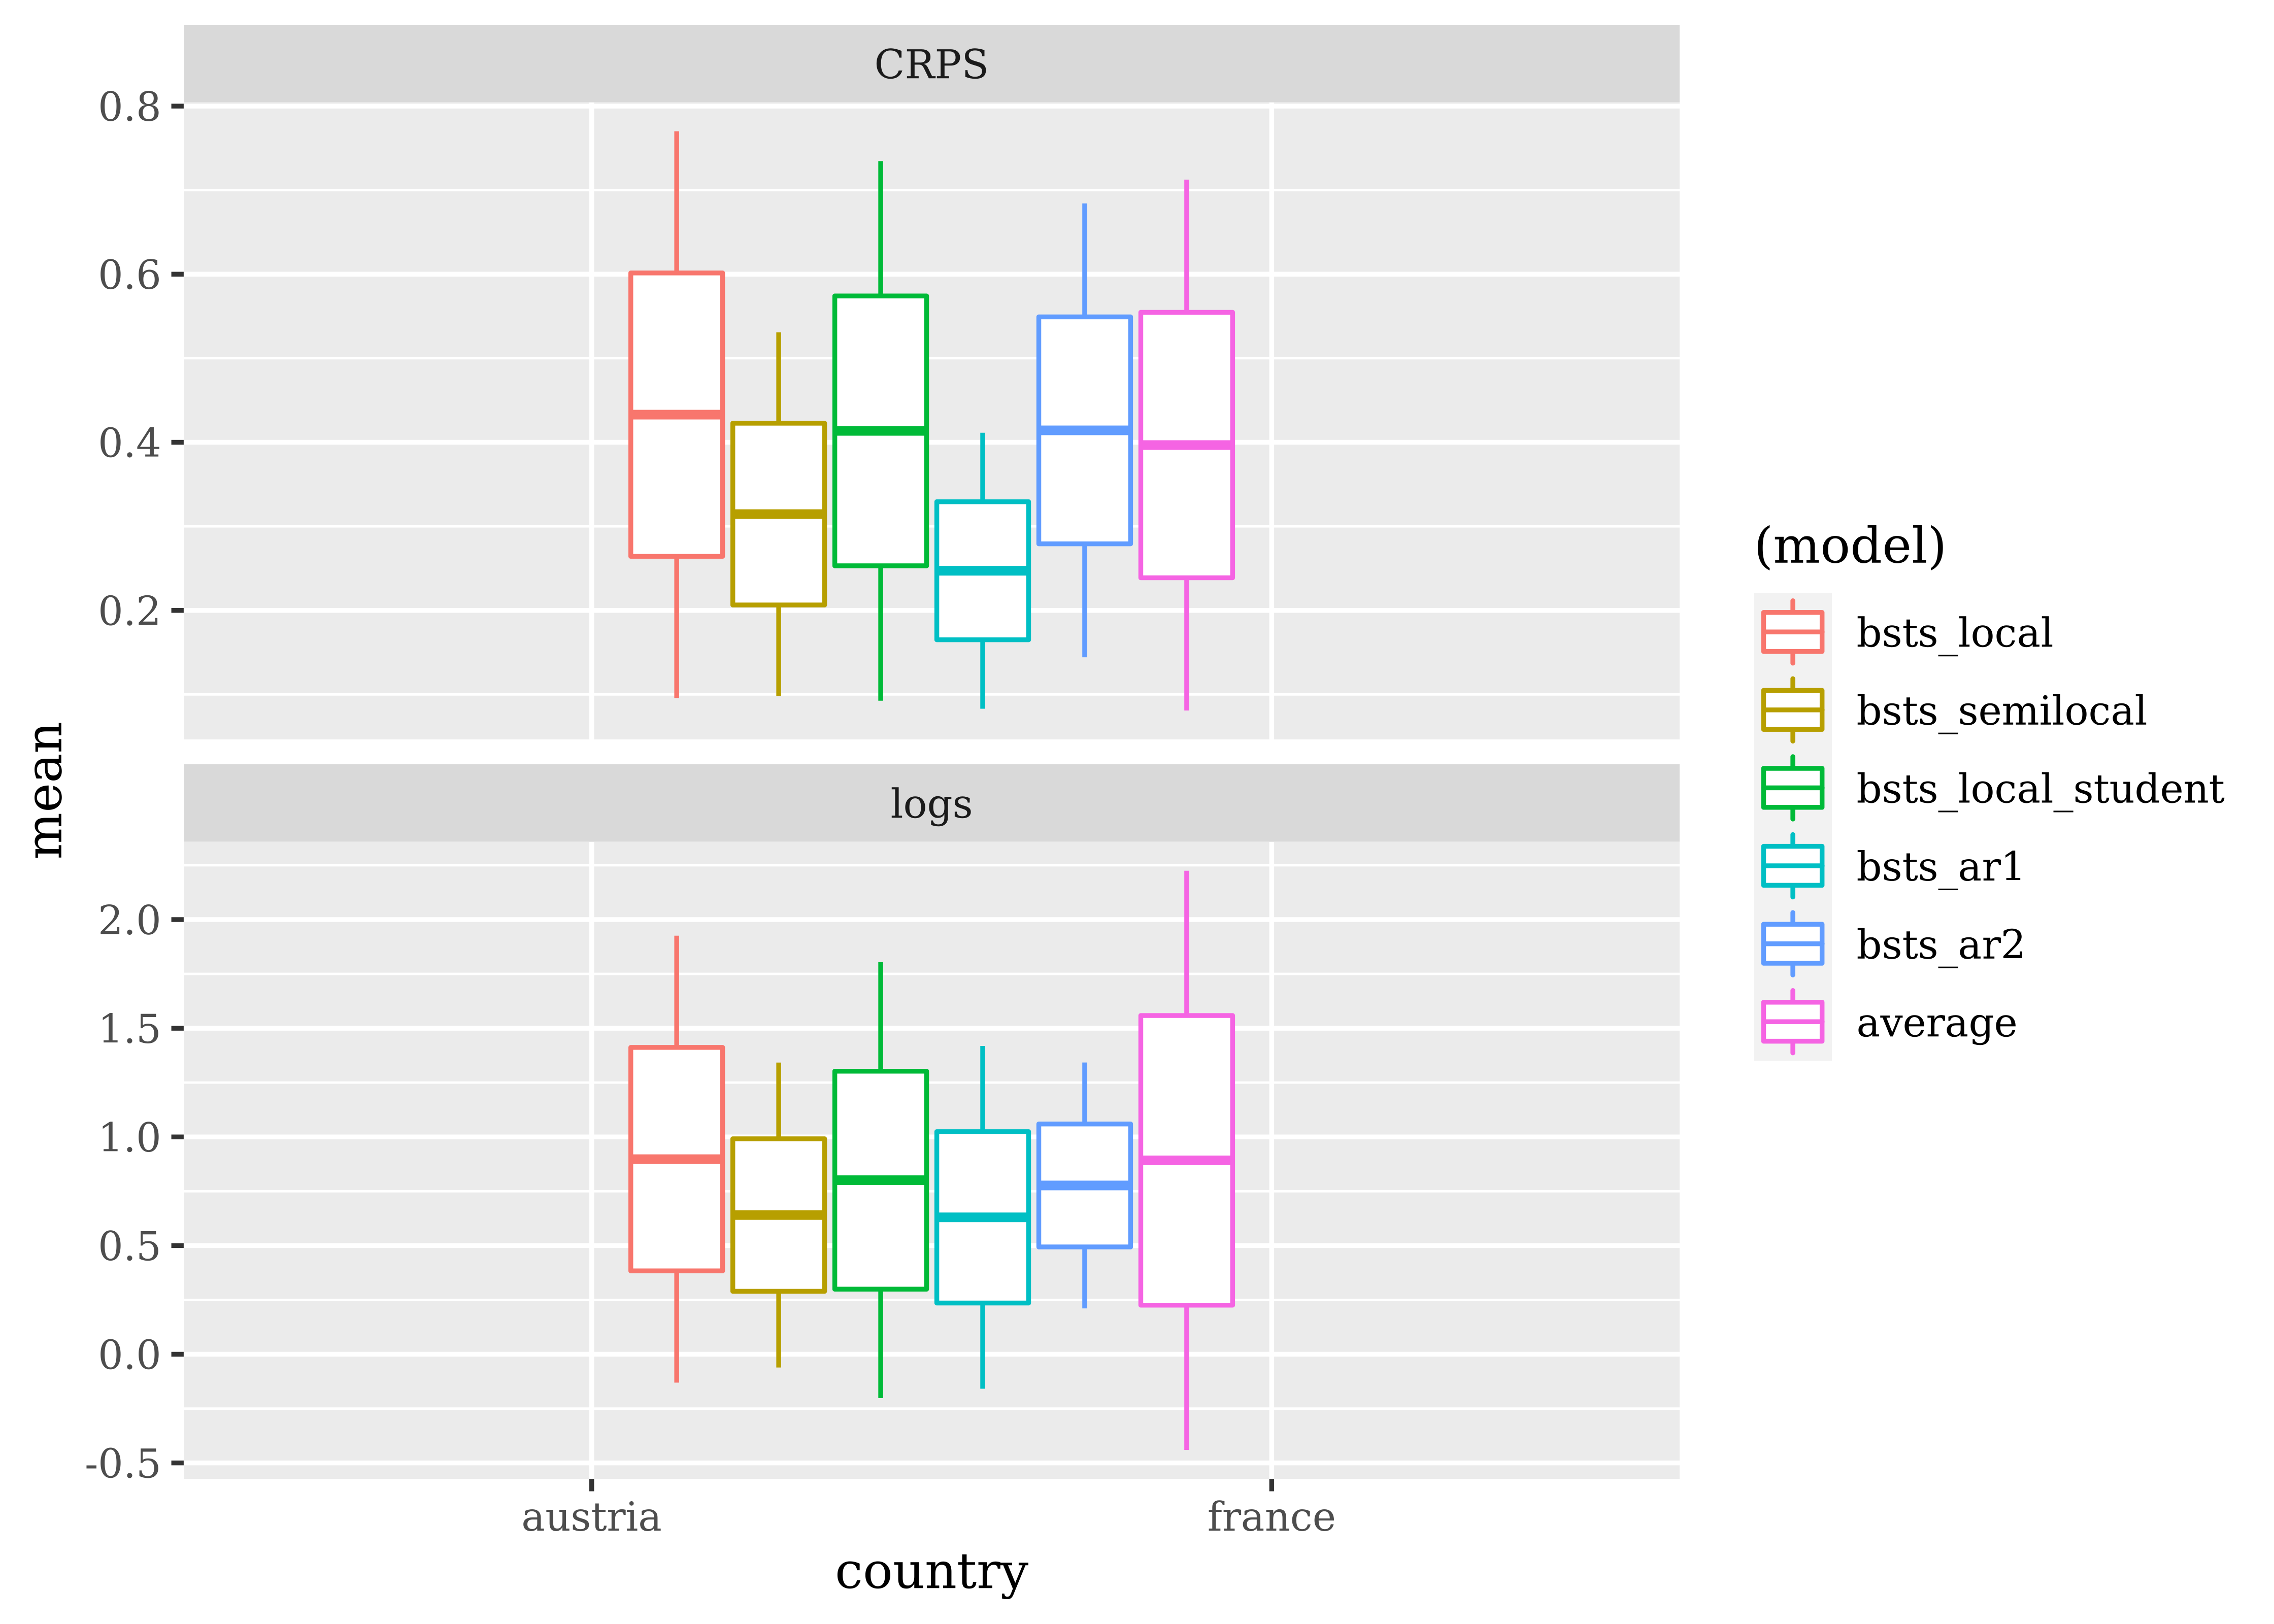 CRPS
0.8
0.6
0.4
0.2
mean
logs
2.0
1.5
1.0
0.5
0.0
-0.5
austria france
country
(model)
bsts_local
bsts_semilocal
bsts_local_student
bsts_ar1
bsts_ar2
average